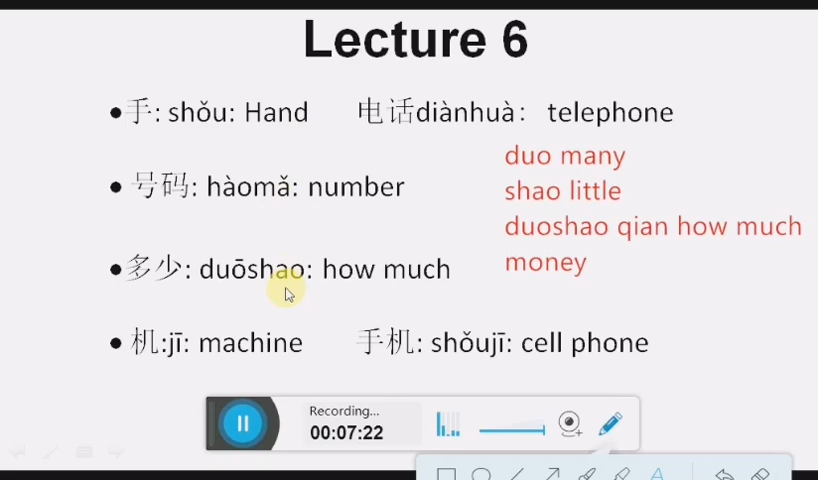 Lecture 6
•手: shǒu: Hand 电话diànhuà： telephone
duo many
• 号码: hàomǎ: number
shao little
duoshao qian how much
money
•多少: duōshao: how much
• 机:jī: machine 手机: shǒujī: cell phone
Recording...
00:07:22
A